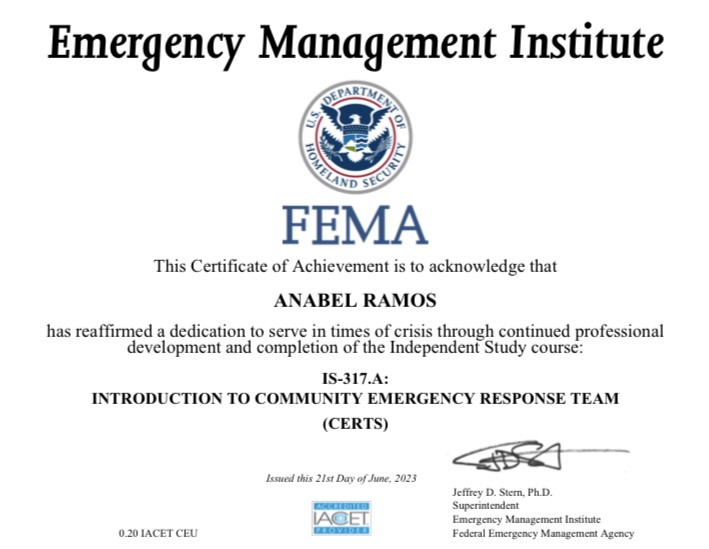 Emergency Management Institute
U.S. DEPARTMENT OF
HOMELAND SECURITY
FEMA
This Certificate of Achievement is to acknowledge that
ANABEL RAMOS
has reaffirmed a dedication to serve in times of crisis through continued professional
development and completion of the Independent Study course:
IS-317.A:
INTRODUCTION TO COMMUNITY EMERGENCY RESPONSE TEAM
(CERTS)
Issued this 21st Day of June, 2023
Jeffrey D. Stern, Ph.D.
Superintendent
Emergency Management Institute
Federal Emergency Management Agency
ACCREDITED
IACET
PROVIDER
0.20 IACET CEU